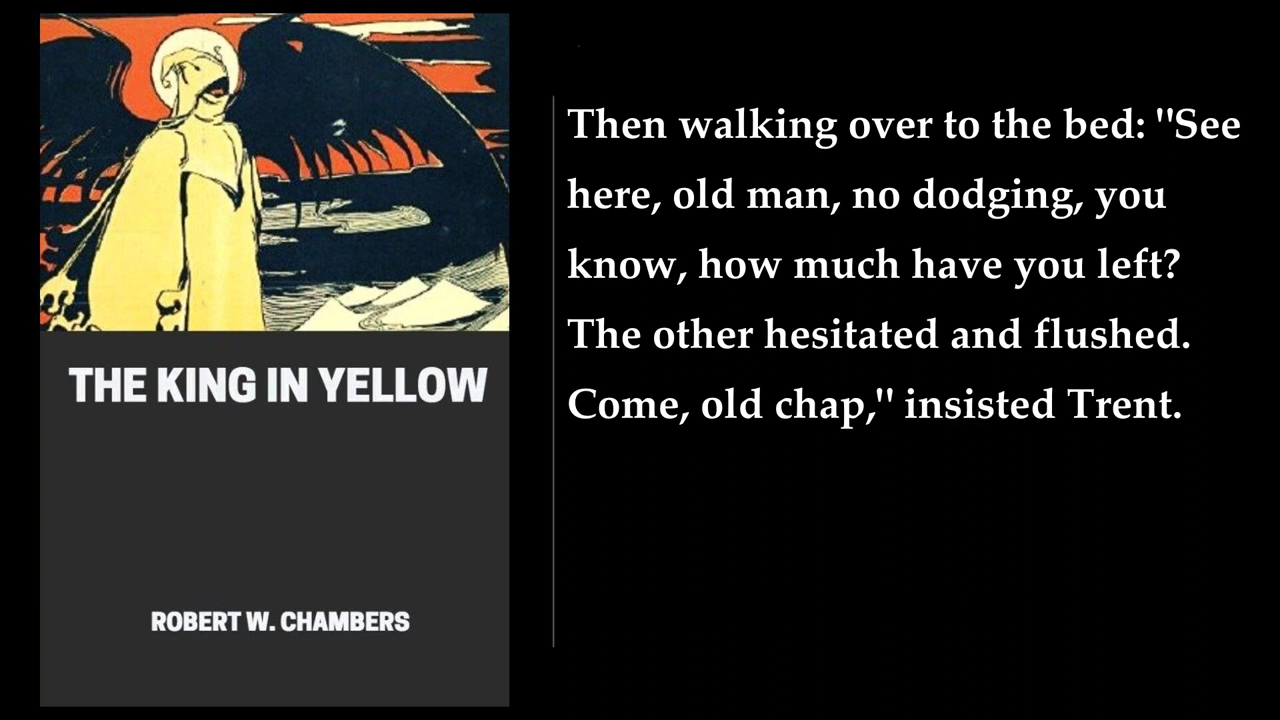 THE KING IN YELLOW
ROBERT W. CHAMBERS
Then walking over to the bed: "See
here, old man, no dodging, you
know, how much have you left?
The other hesitated and flushed.
Come, old chap," insisted Trent.